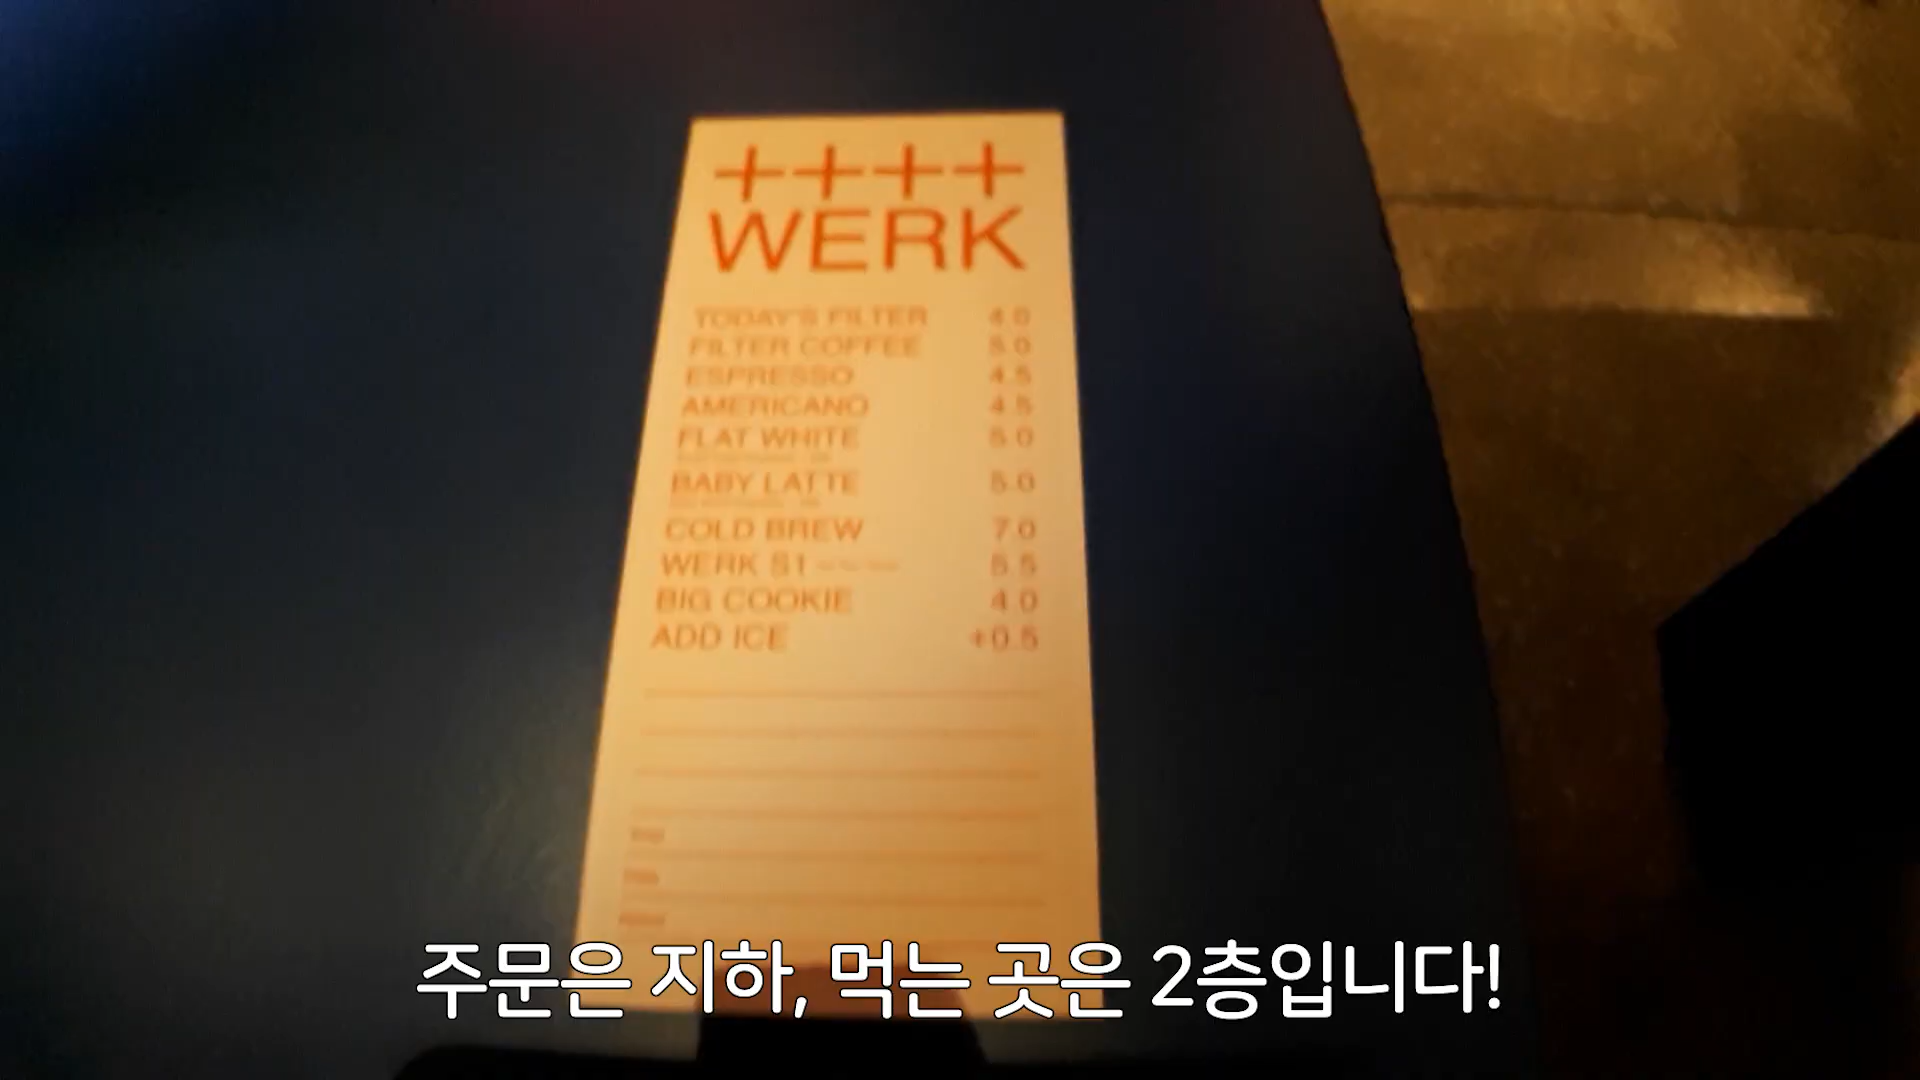 ++++
WERK
TODAY'S FILTER 4.0
FILTER COFFEE 5.0
ESPRESSO 4.5
AMERICANO 4.5
FLAT WHITE 5.0
BABY LATTE 5.0
COLD BREW 7.0
WERK S1 5.5
BIG COOKIE 4.0
ADD ICE +0.5
주문은 지하, 먹는 곳은 2층입니다!